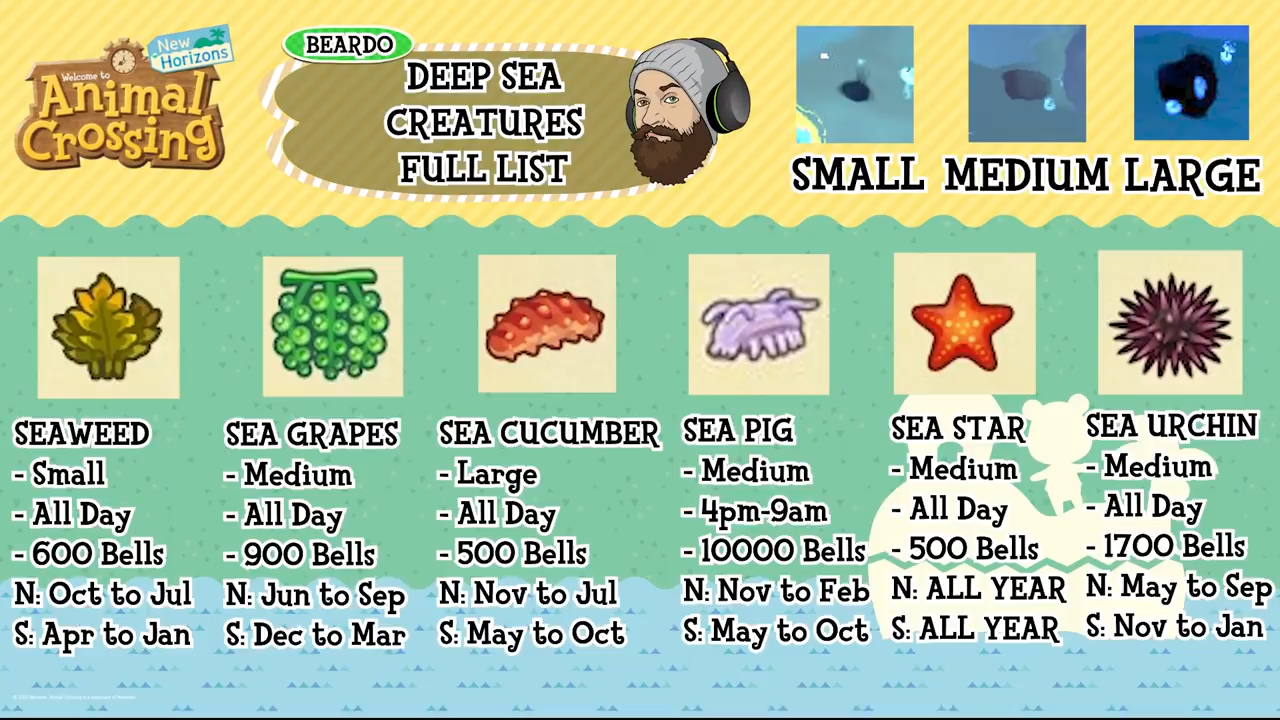 New
Horizons
Welcome to
Animal
Crossing
BEARDO
DEEP SEA
CREATURES
FULL LIST
SMALL
MEDIUM
LARGE
SEAWEED
- Small
- All Day
- 600 Bells
N: Oct to Jul
S: Apr to Jan
SEA GRAPES
- Medium
- All Day
- 900 Bells
N: Jun to Sep
S: Dec to Mar
SEA CUCUMBER
- Large
- All Day
- 500 Bells
N: Nov to Jul
S: May to Oct
SEA PIG
- Medium
- 4pm-9am
- 10000 Bells
N: Nov to Feb
S: May to Oct
SEA STAR
- Medium
- All Day
- 500 Bells
N: ALL YEAR
S: ALL YEAR
SEA URCHIN
- Medium
- All Day
- 1700 Bells
N: May to Sep
S: Nov to Jan